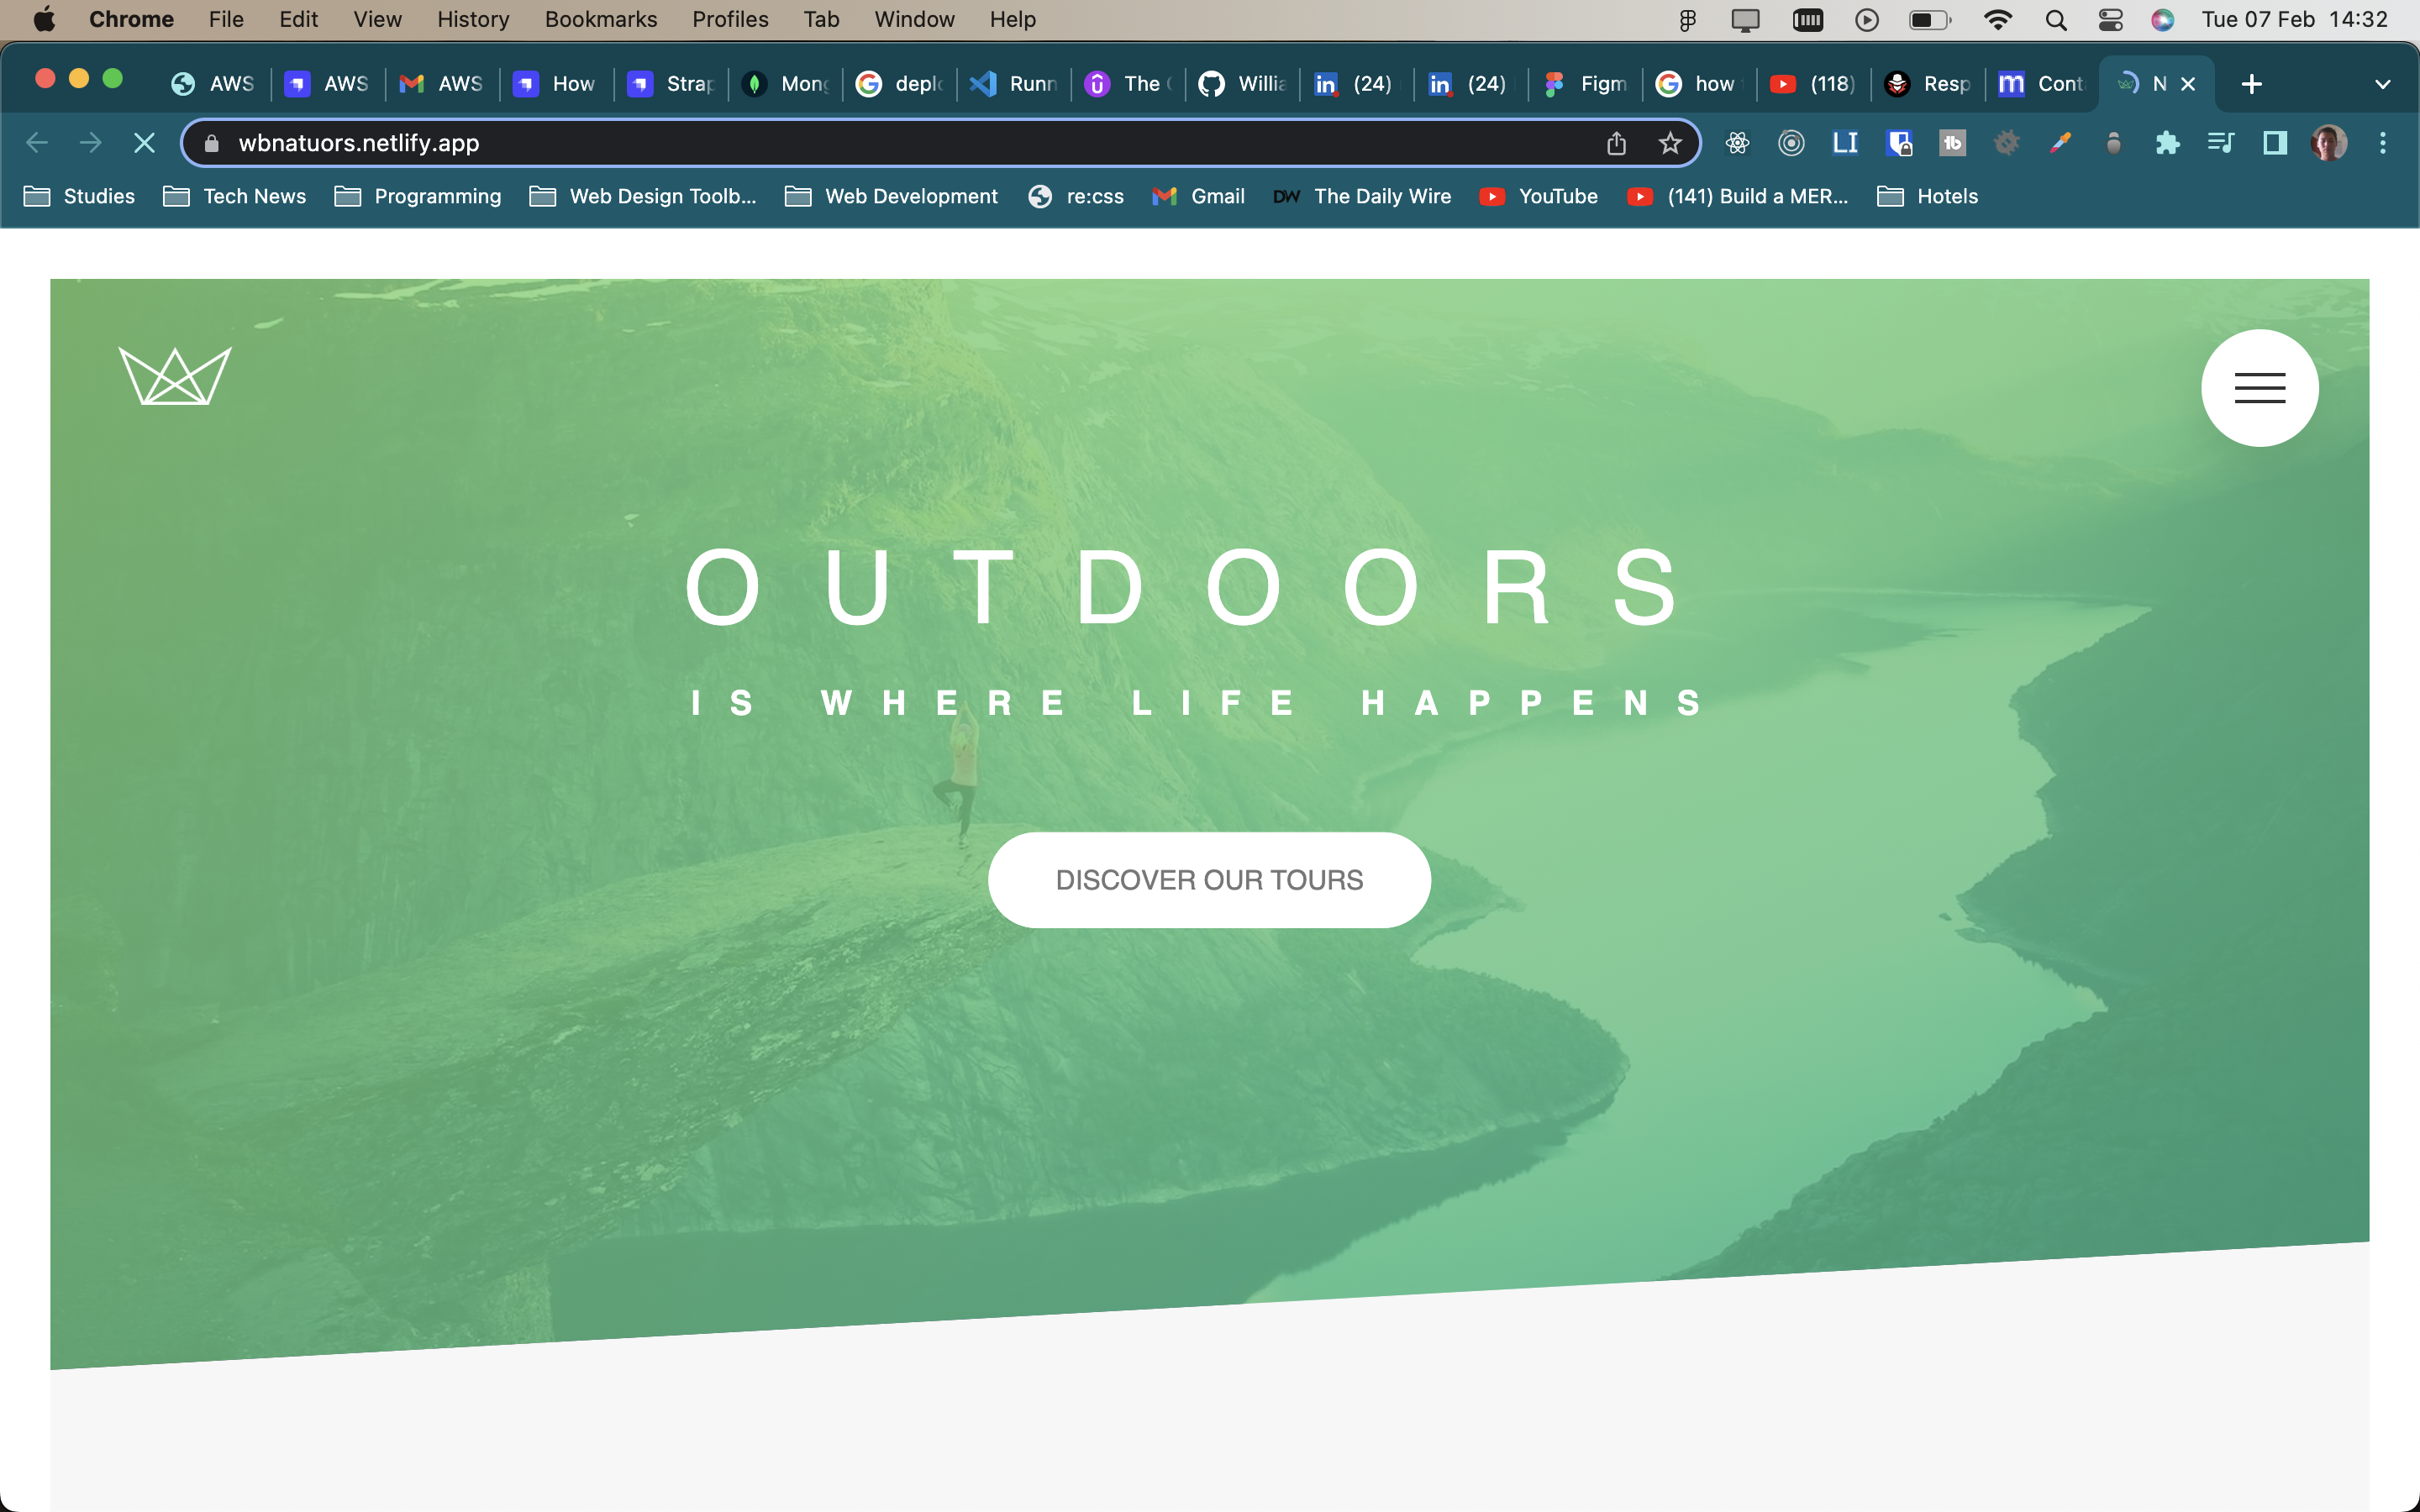 Chrome File Edit View History Bookmarks Profiles Tab Window Help Tue 07 Feb 14:32
AWS AWS AWS How Strap Mong deplo Runn The Willia (24) (24) Figm how (118) Resp Cont N
wbnatuors.netlify.app
Studies Tech News Programming Web Design Toolb... Web Development re:css Gmail DW The Daily Wire YouTube (141) Build a MER... Hotels
OUTDOORS
IS WHERE LIFE HAPPENS
DISCOVER OUR TOURS